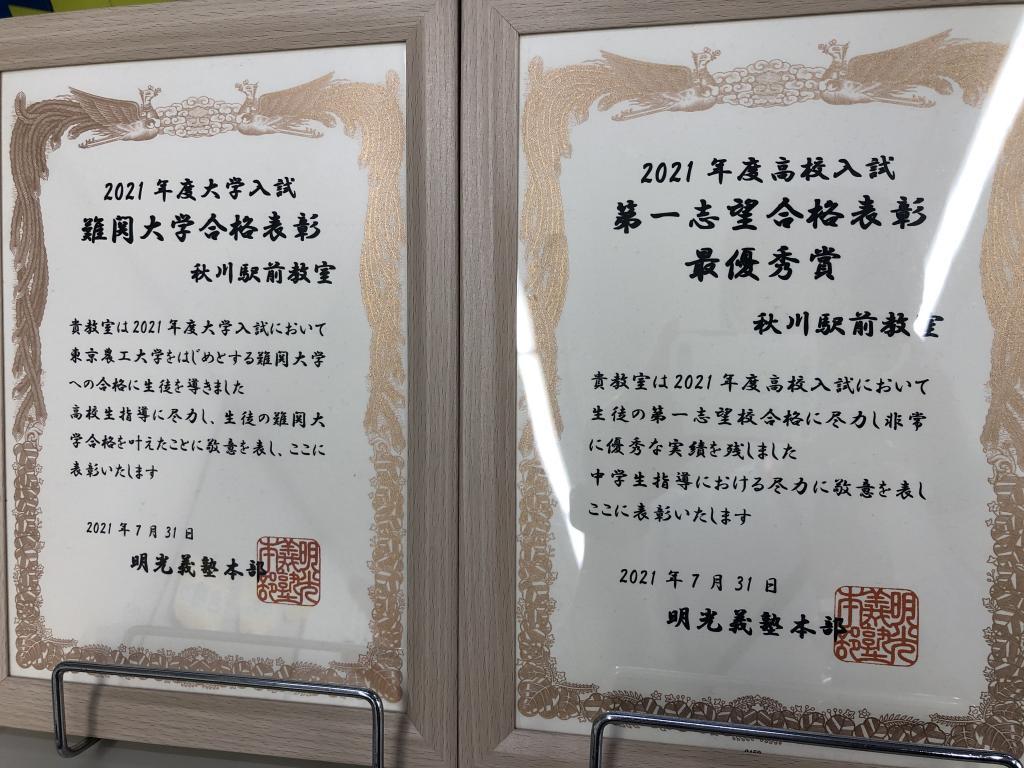 2021年度大学入試
難関大学合格表彰
秋川駅前教室
貴教室は2021年度大学入試において
東京農工大学をはじめとする難関大学
への合格に生徒を導きました
高校生指導に尽力し、生徒の難関大
学合格を叶えたことに敬意を表し、ここに
表彰いたします
2021年7月31日
明光義塾本部
明光
義塾
本部
2021年度高校入試
第一志望合格表彰
最優秀賞
秋川駅前教室
貴教室は2021年度高校入試において
生徒の第一志望校合格に尽力し非常
に優秀な実績を残しました
中学生指導における尽力に敬意を表し
ここに表彰いたします
2021年7月31日
明光義塾本部
明光
義塾
本部